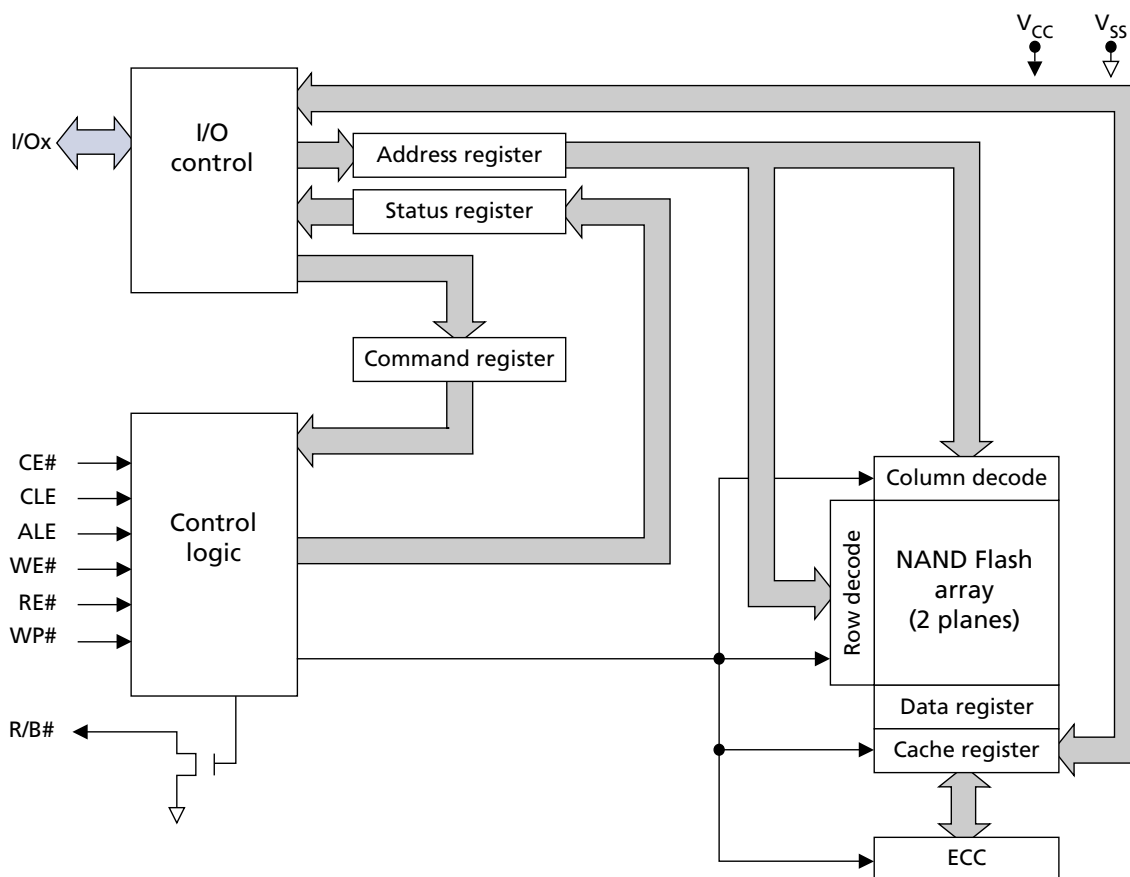 VCC
VSS
I/Ox
I/O
control
Address register
Status register
Command register
CE#
CLE
ALE
WE#
RE#
WP#
Control
logic
R/B#
Column decode
Row decode
NAND Flash
array
(2 planes)
Data register
Cache register
ECC